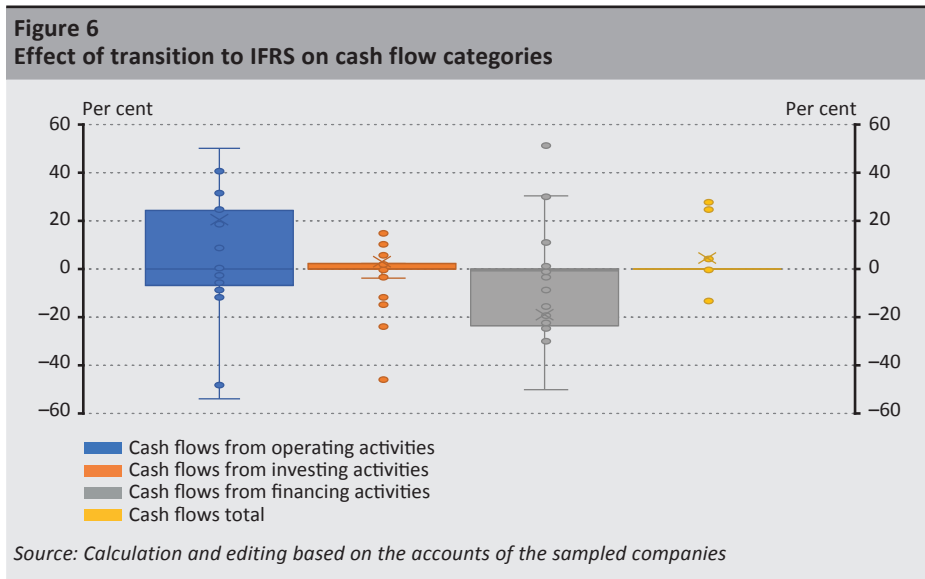 Figure 6
Effect of transition to IFRS on cash flow categories
Per cent Per cent
60 60
40 40
20 20
0 0
–20 –20
–40 –40
–60 –60
Cash flows from operating activities
Cash flows from investing activities
Cash flows from financing activities
Cash flows total
Source: Calculation and editing based on the accounts of the sampled companies